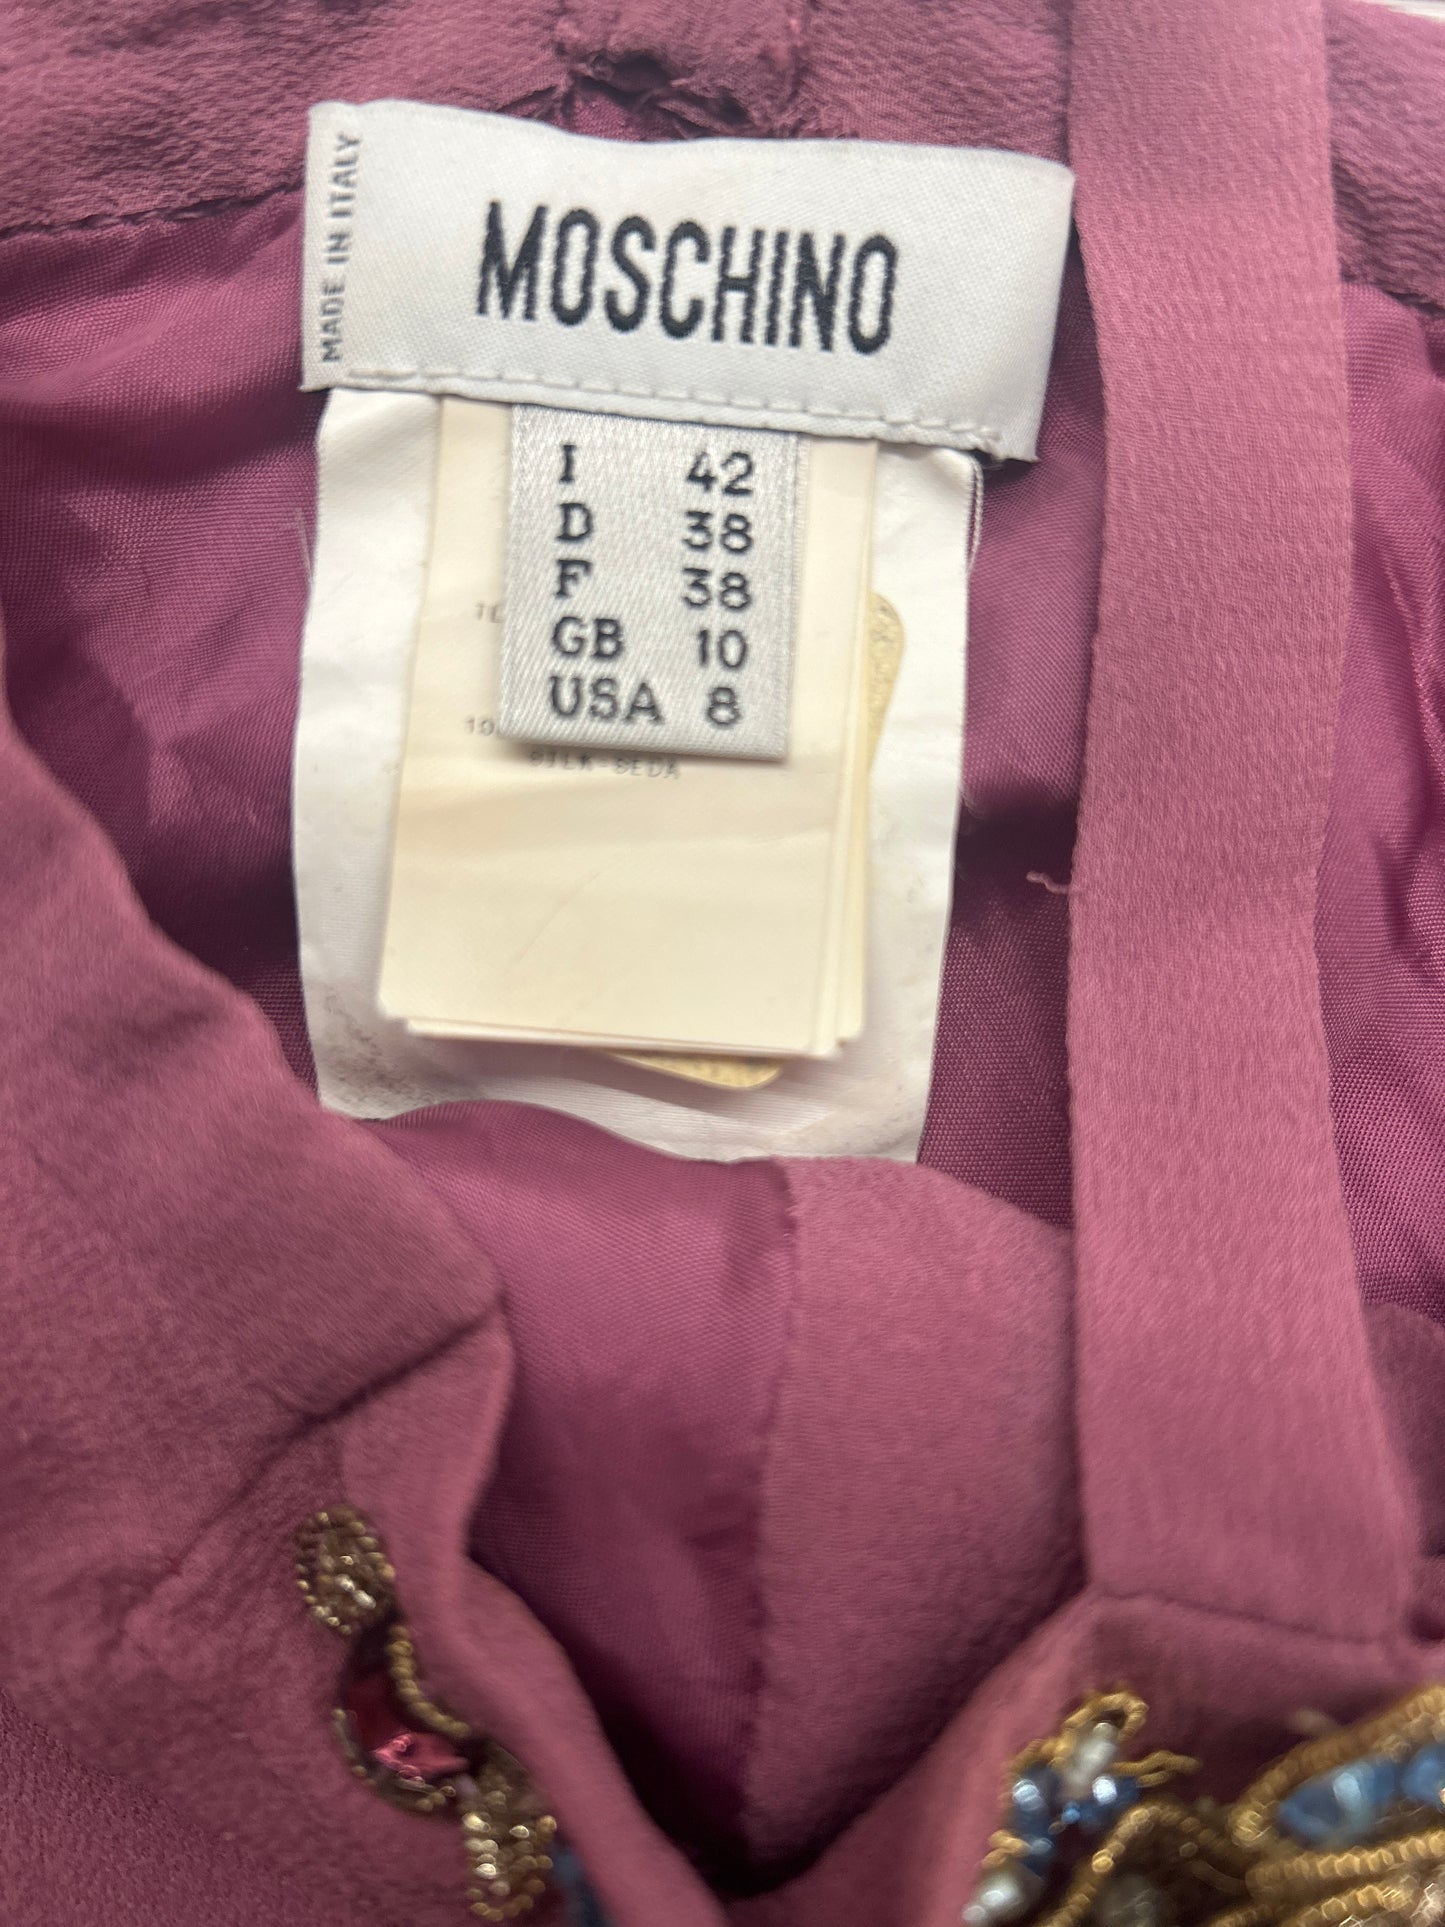 MADE IN ITALY
MOSCHINO
I 42
D 38
F 38
GB 10
USA 8
SILK-SEDA